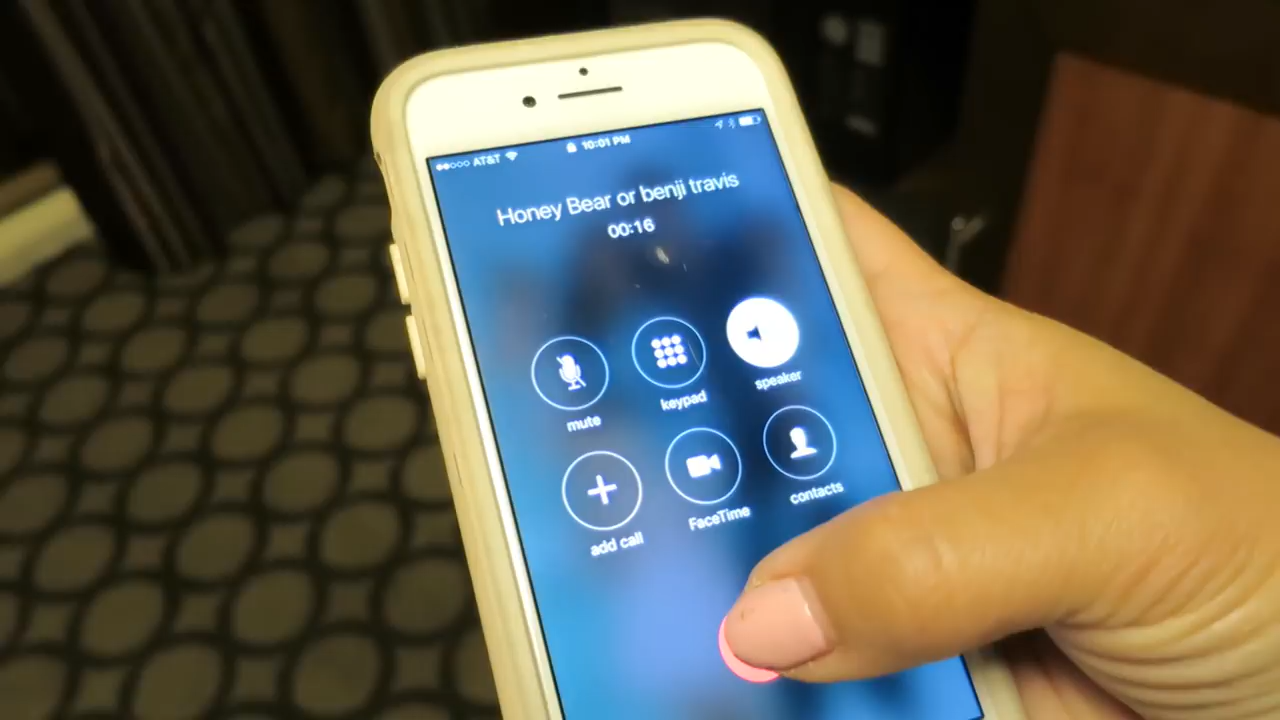 AT&T 10:01 PM
Honey Bear or benji travis
00:16
mute keypad speaker
add call FaceTime contacts